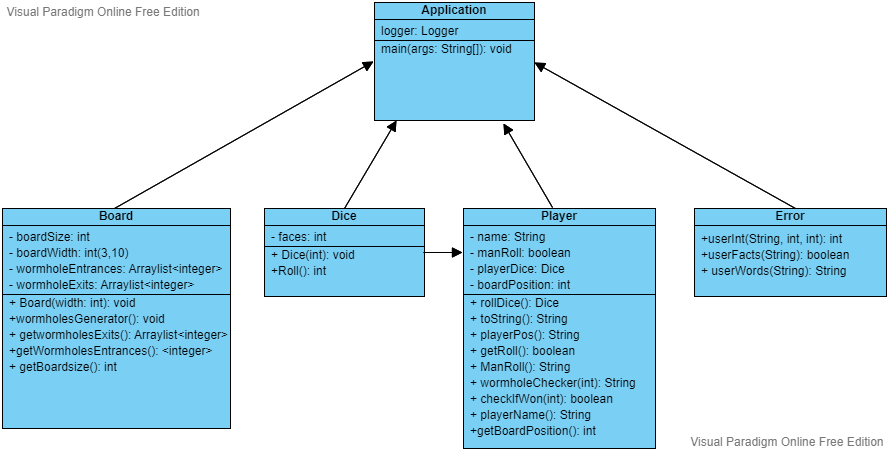 Visual Paradigm Online Free Edition
Application
logger: Logger
main(args: String[]): void
Board
- boardSize: int
- boardWidth: int(3,10)
- wormholeEntrances: Arraylist<integer>
- wormholeExits: Arraylist<integer>
+ Board(width: int): void
+wormholesGenerator(): void
+ getwormholesExits(): Arraylist<integer>
+getWormholesEntrances(): <integer>
+ getBoardsize(): int
Dice
- faces: int
+ Dice(int): void
+Roll(): int
Player
- name: String
- manRoll: boolean
- playerDice: Dice
- boardPosition: int
+ rollDice(): Dice
+ toString(): String
+ playerPos(): String
+ getRoll(): boolean
+ ManRoll(): String
+ wormholeChecker(int): String
+ checkIfWon(int): boolean
+ playerName(): String
+getBoardPosition(): int
Error
+userInt(String, int, int): int
+userFacts(String): boolean
+ userWords(String): String
Visual Paradigm Online Free Edition